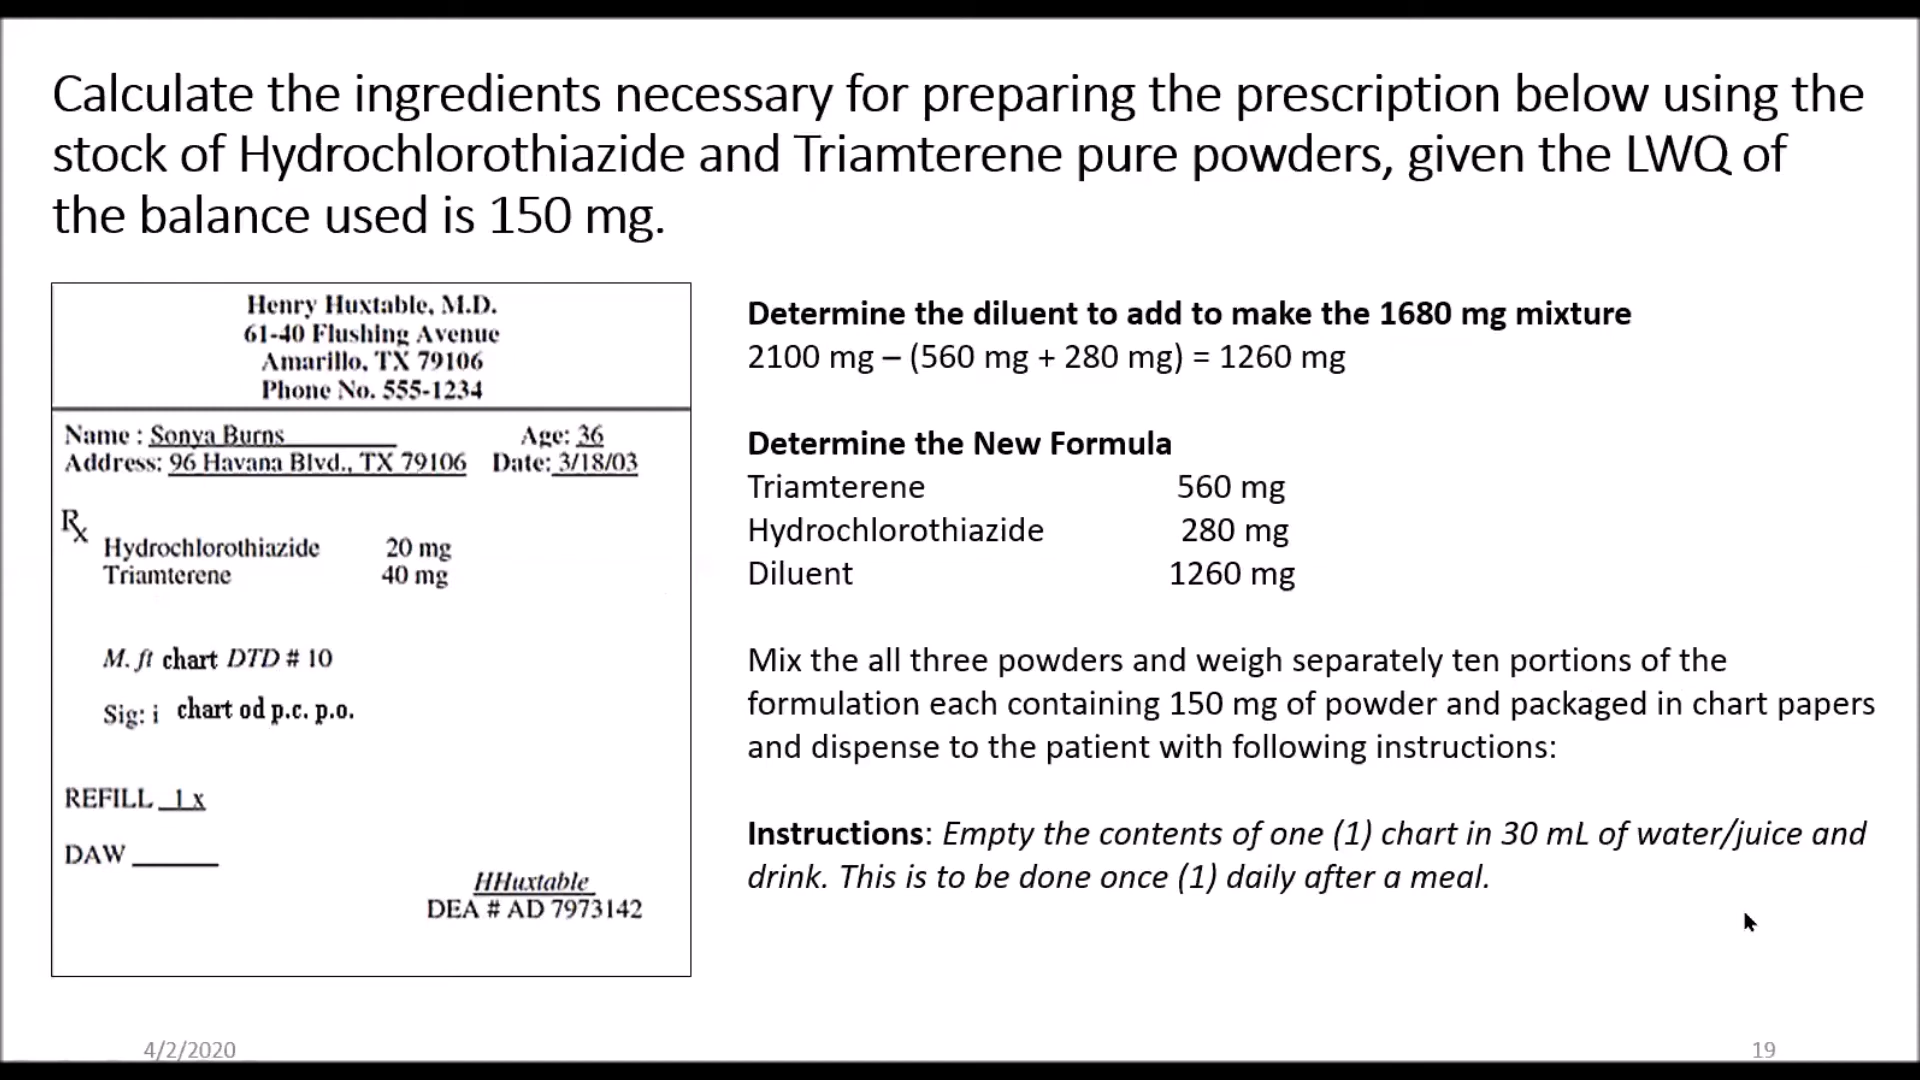 Calculate the ingredients necessary for preparing the prescription below using the
stock of Hydrochlorothiazide and Triamterene pure powders, given the LWQ of
the balance used is 150 mg.
Henry Huxtable, M.D.
61-40 Flushing Avenue
Amarillo, TX 79106
Phone No. 555-1234
Name : Sonya Burns Age: 36
Address: 96 Havana Blvd., TX 79106 Date: 3/18/03
Rx
Hydrochlorothiazide 20 mg
Triamterene 40 mg
M. ft chart DTD # 10
Sig: i chart od p.c. p.o.
REFILL 1 x
DAW ______
HHuxtable
DEA # AD 7973142
Determine the diluent to add to make the 1680 mg mixture
2100 mg – (560 mg + 280 mg) = 1260 mg
Determine the New Formula
Triamterene 560 mg
Hydrochlorothiazide 280 mg
Diluent 1260 mg
Mix the all three powders and weigh separately ten portions of the
formulation each containing 150 mg of powder and packaged in chart papers
and dispense to the patient with following instructions:
Instructions: Empty the contents of one (1) chart in 30 mL of water/juice and
drink. This is to be done once (1) daily after a meal.
4/2/2020
19